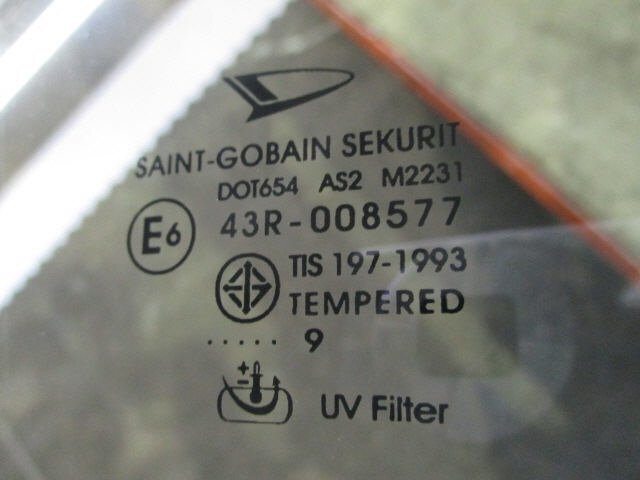 SAINT-GOBAIN SEKURIT
DOT654 AS2 M2231
E6 43R-008577
TIS 197-1993
TEMPERED
..... 9
+ -
UV Filter